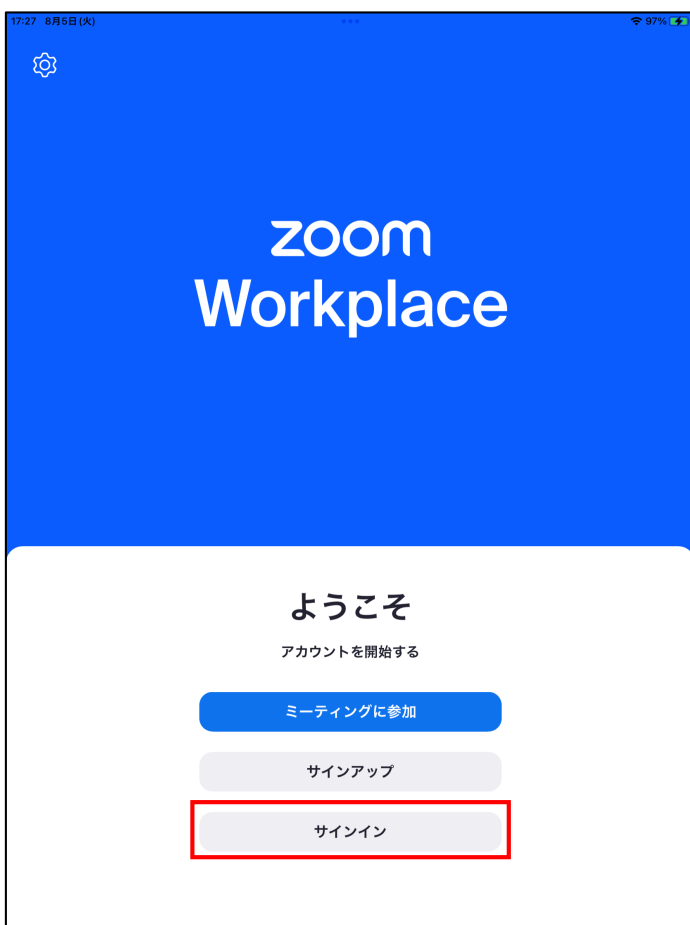 17:27 8月5日(火)
97%
zoom
Workplace
ようこそ
アカウントを開始する
ミーティングに参加
サインアップ
サインイン